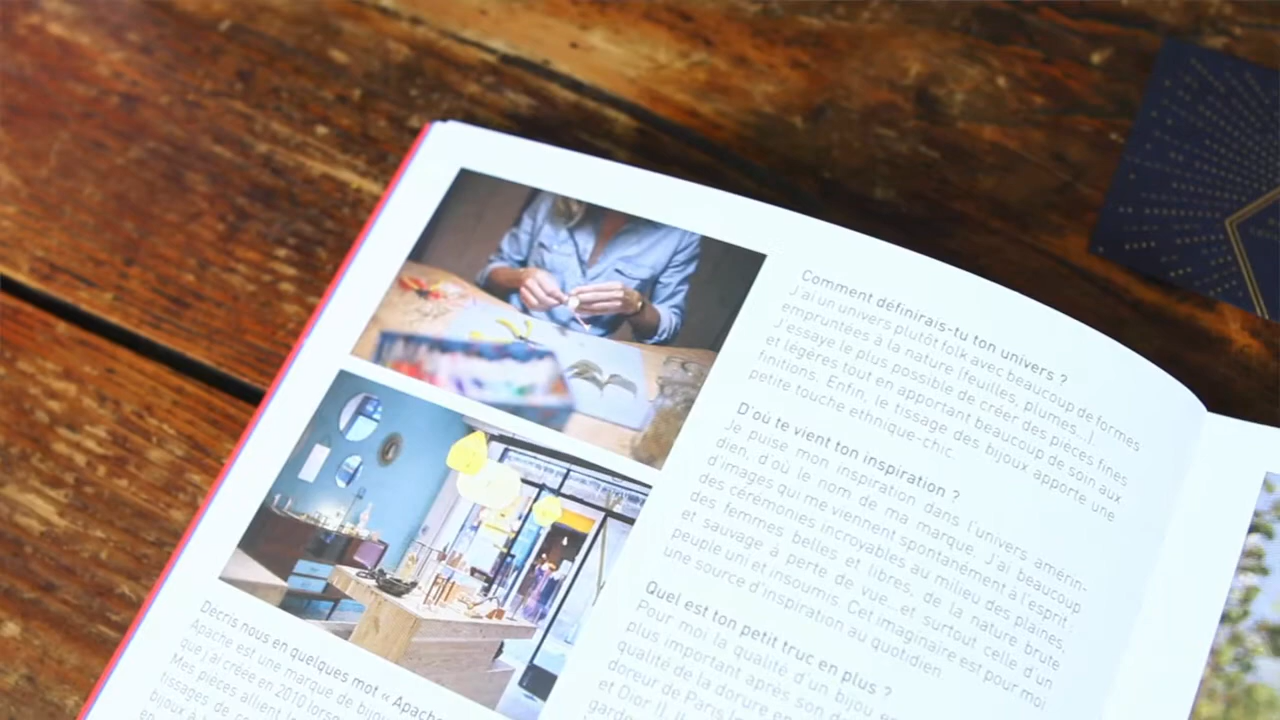 Décris nous en quelques mot « Apache
Apache est une marque de bijou
que j'ai créée en 2010 lorsq
Mes pièces allient le
tissages de
bijoux à
en
Comment définirais-tu ton univers ?
J'ai un univers plutôt folk avec beaucoup de formes
empruntées à la nature (feuilles, plumes...)
J'essaye le plus possible de créer des pièces fines
et légères tout en apportant beaucoup de soin aux
finitions. Enfin, le tissage des bijoux apporte une
petite touche ethnique-chic.
D'où te vient ton inspiration ?
Je puise mon inspiration dans l'univers amérin-
dien, d'où le nom de ma marque. J'ai beaucoup
d'images qui me viennent spontanément à l'esprit :
des cérémonies incroyables au milieu des plaines,
des femmes belles et libres, de la nature brute
et sauvage à perte de vue...et surtout celle d'un
peuple uni et insoumis. Cet imaginaire est pour moi
une source d'inspiration au quotidien
Quel est ton petit truc en plus ?
Pour moi la qualité d'un bijou
plus important après son
qualité de la dorure en
doreur de Paris
et Dior !). Il
garde